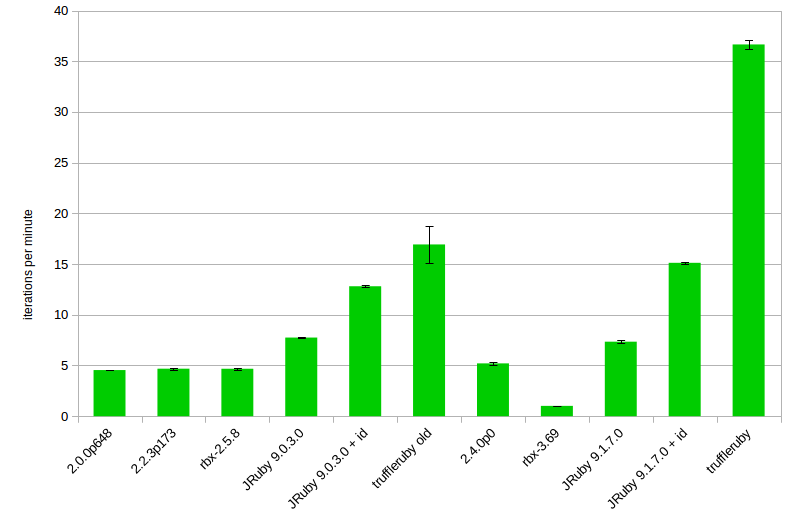 40
35
30
25
20
15
10
5
0
iterations per minute
2.0.0p648
2.2.3p173
rbx-2.5.8
JRuby 9.0.3.0
JRuby 9.0.3.0 + id
truffleruby old
2.4.0p0
rbx-3.69
JRuby 9.1.7.0
JRuby 9.1.7.0 + id
truffleruby